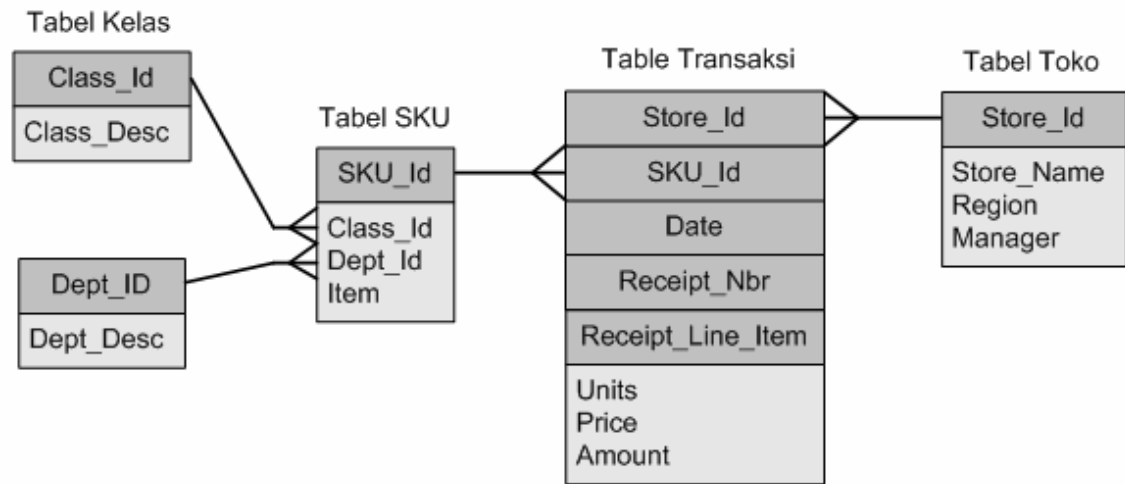 Tabel Kelas
Class_Id
Class_Desc
Dept_ID
Dept_Desc
Tabel SKU
SKU_Id
Class_Id
Dept_Id
Item
Table Transaksi
Store_Id
SKU_Id
Date
Receipt_Nbr
Receipt_Line_Item
Units
Price
Amount
Tabel Toko
Store_Id
Store_Name
Region
Manager